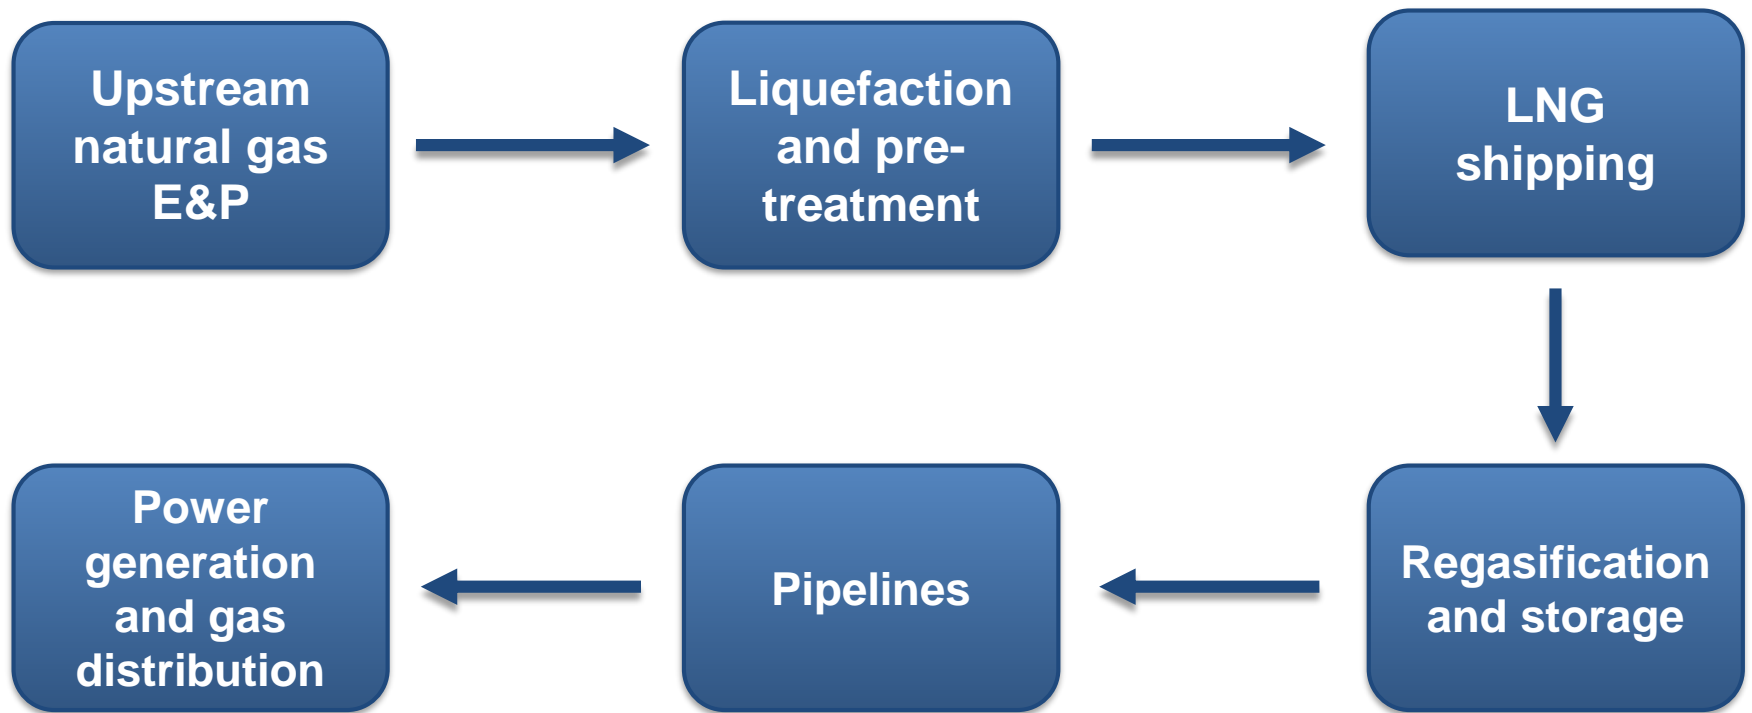 Upstream
natural gas
E&P
Liquefaction
and pre-
treatment
LNG
shipping
Power
generation
and gas
distribution
Pipelines
Regasification
and storage